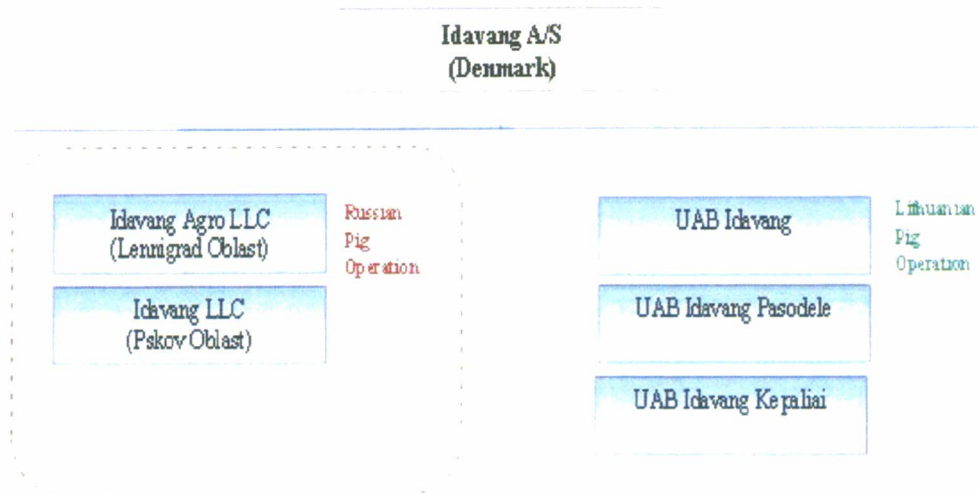 Idavang A/S
(Denmark)
Idavang Agro LLC
(Lennigrad Oblast)
Russian
Pig
Operation
Idavang LLC
(Pskov Oblast)
UAB Idavang
Lithuanian
Pig
Operation
UAB Idavang Pasodele
UAB Idavang Kepaliai